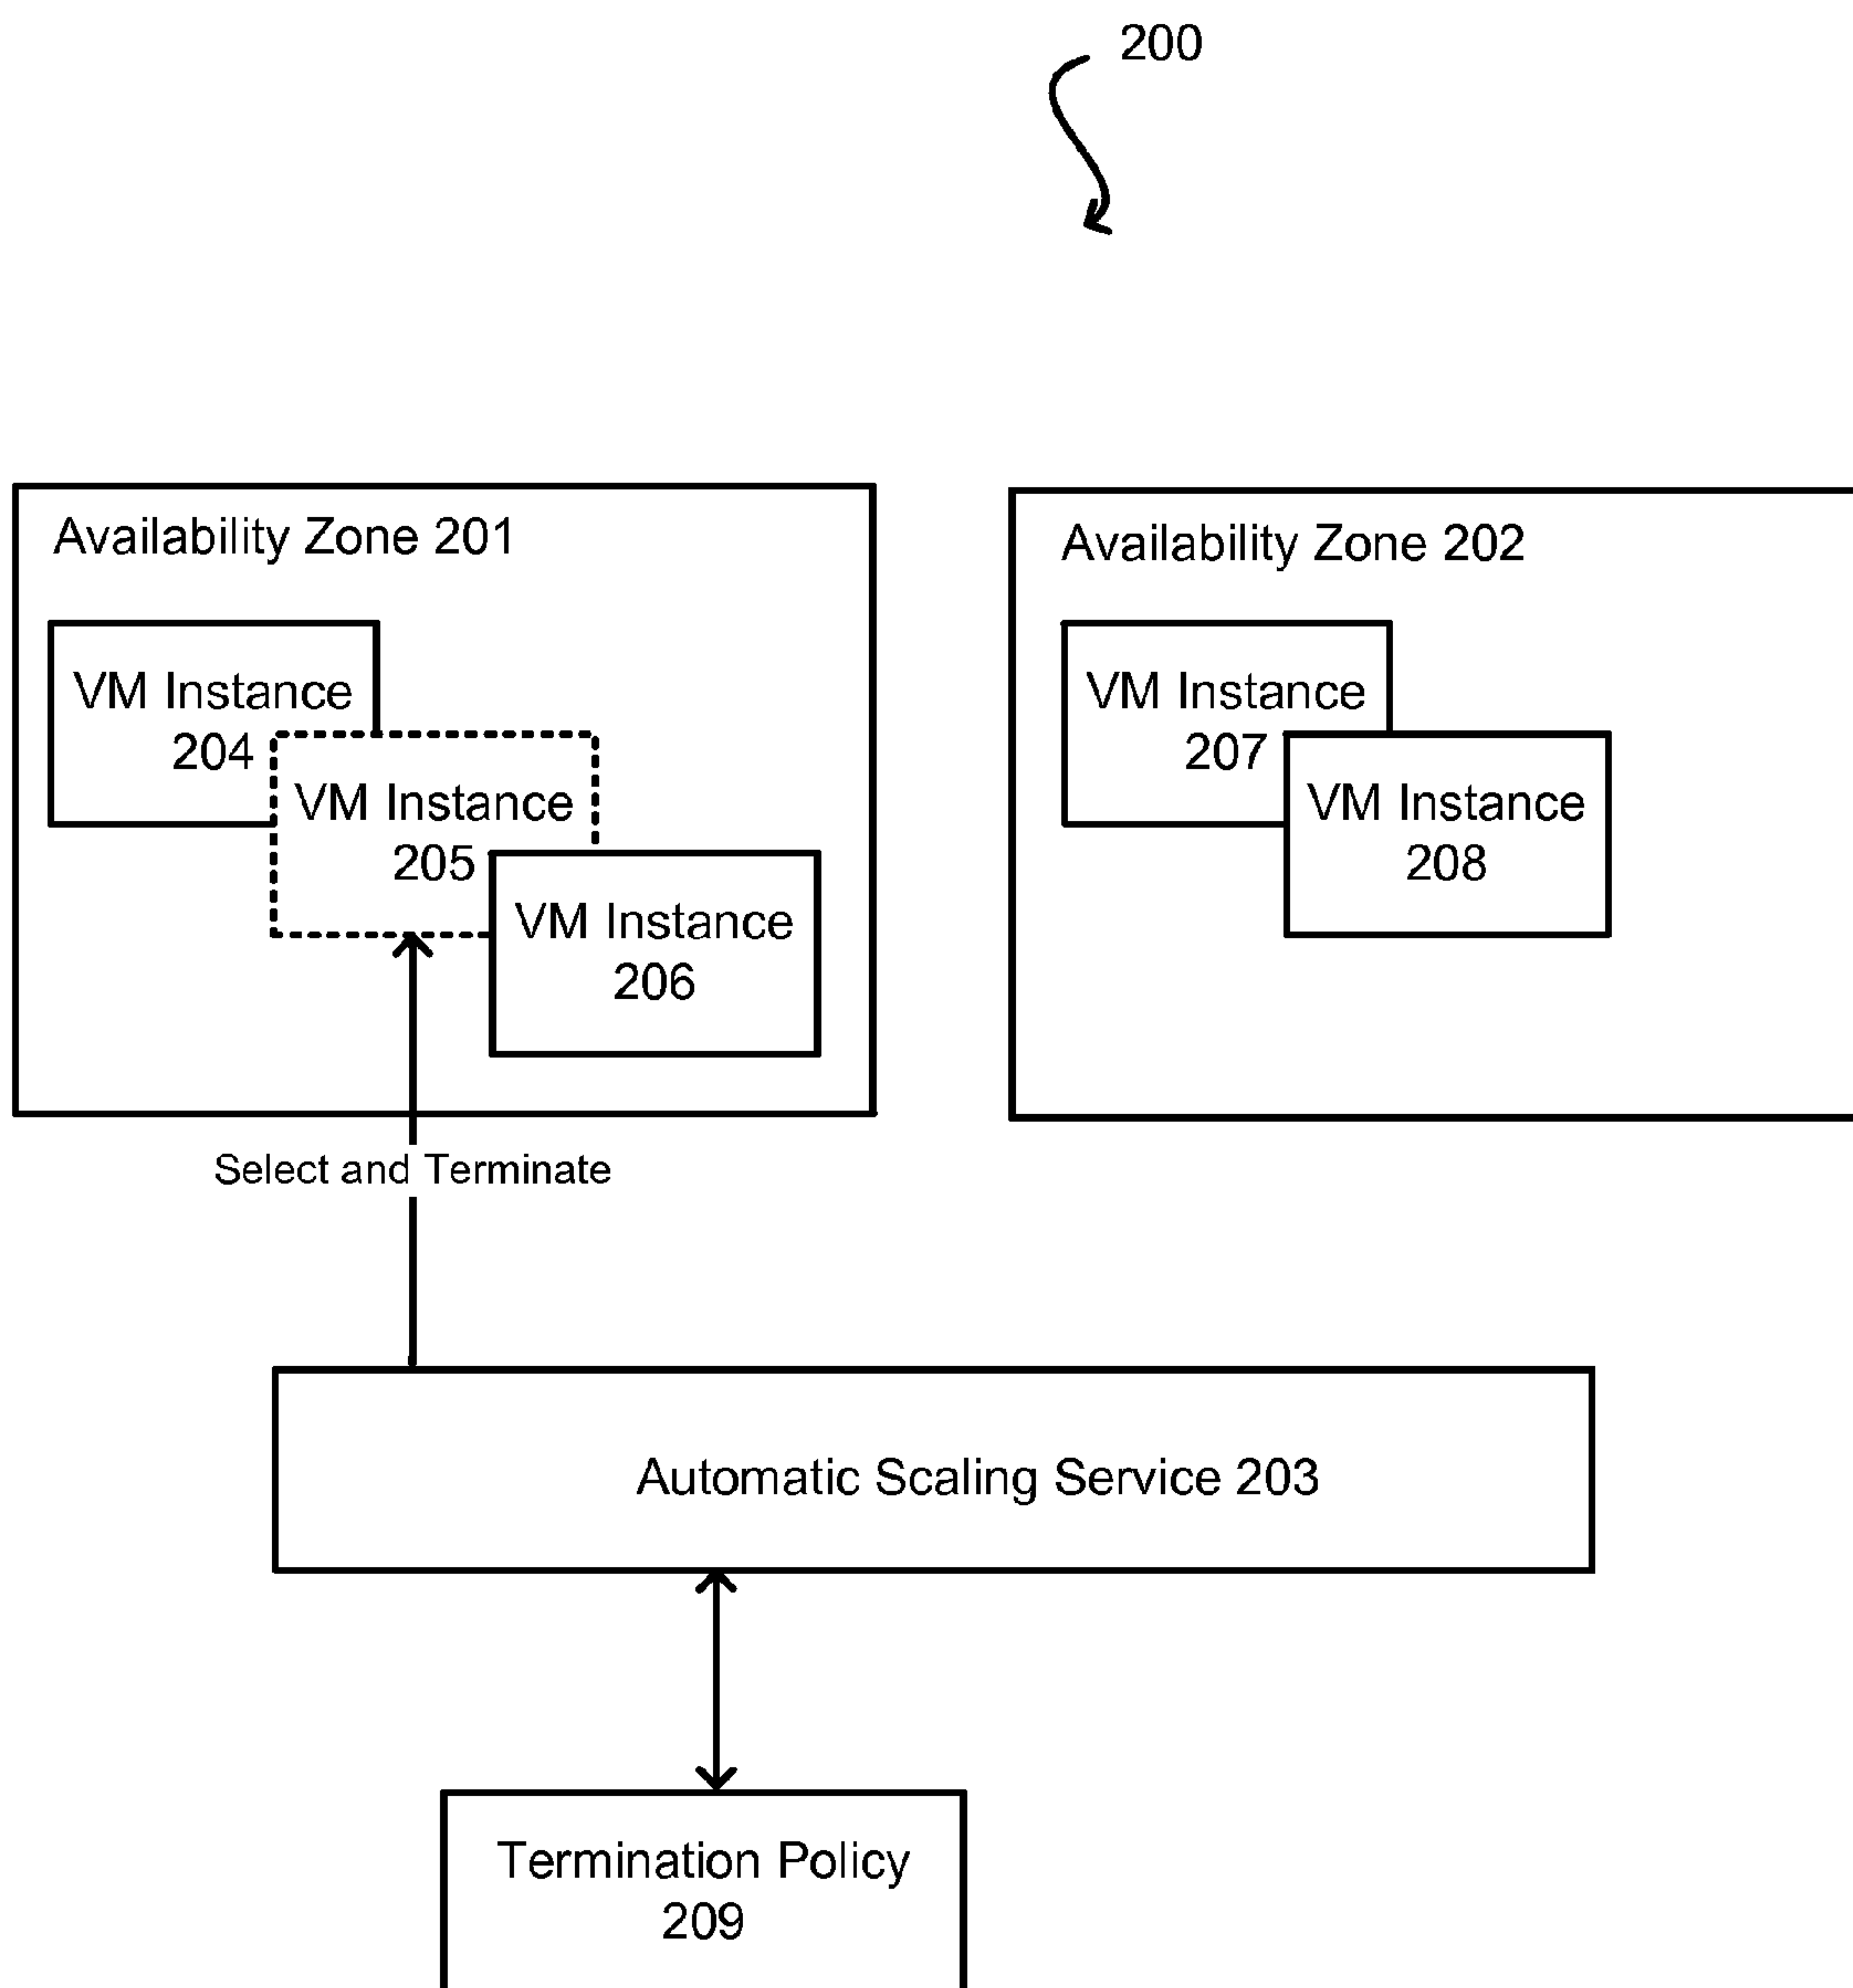 200
Availability Zone 201
VM Instance
204
VM Instance
205
VM Instance
206
Availability Zone 202
VM Instance
207
VM Instance
208
Select and Terminate
Automatic Scaling Service 203
Termination Policy
209